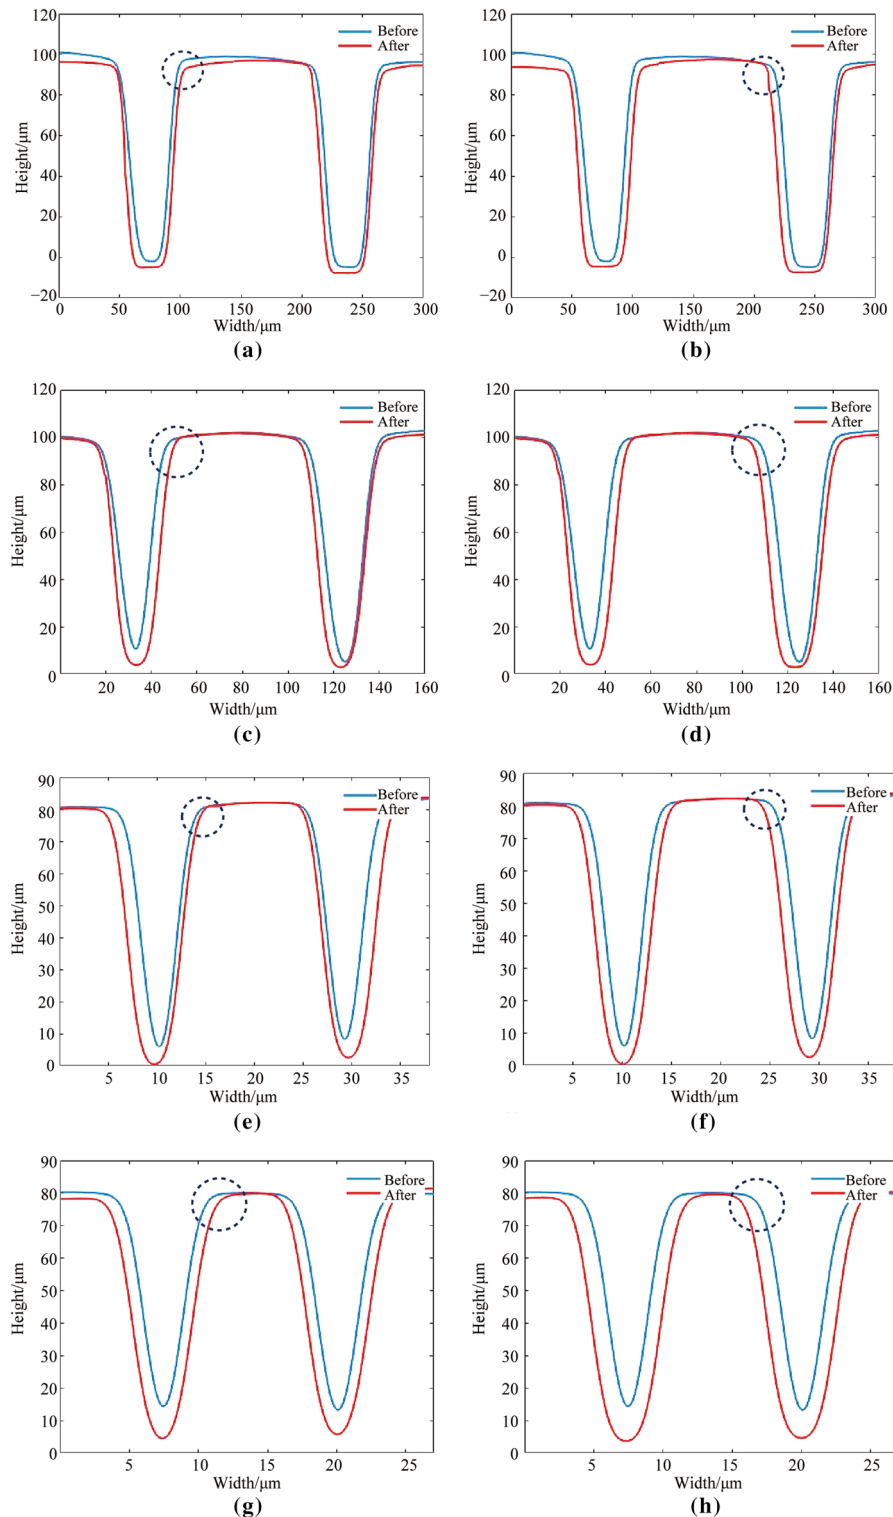 120
100
80
60
40
20
0
−20
Height/μm
Before
After
0 50 100 150 200 250 300
Width/μm
(a)
120
100
80
60
40
20
0
−20
Height/μm
Before
After
0 50 100 150 200 250 300
Width/μm
(b)
120
100
80
60
40
20
0
Height/μm
Before
After
20 40 60 80 100 120 140 160
Width/μm
(c)
120
100
80
60
40
20
0
Height/μm
Before
After
20 40 60 80 100 120 140 160
Width/μm
(d)
90
80
70
60
50
40
30
20
10
0
Height/μm
Before
After
5 10 15 20 25 30 35
Width/μm
(e)
90
80
70
60
50
40
30
20
10
0
Height/μm
Before
After
5 10 15 20 25 30 35
Width/μm
(f)
90
80
70
60
50
40
30
20
10
0
Height/μm
Before
After
5 10 15 20 25
Width/μm
(g)
90
80
70
60
50
40
30
20
10
0
Height/μm
Before
After
5 10 15 20 25
Width/μm
(h)